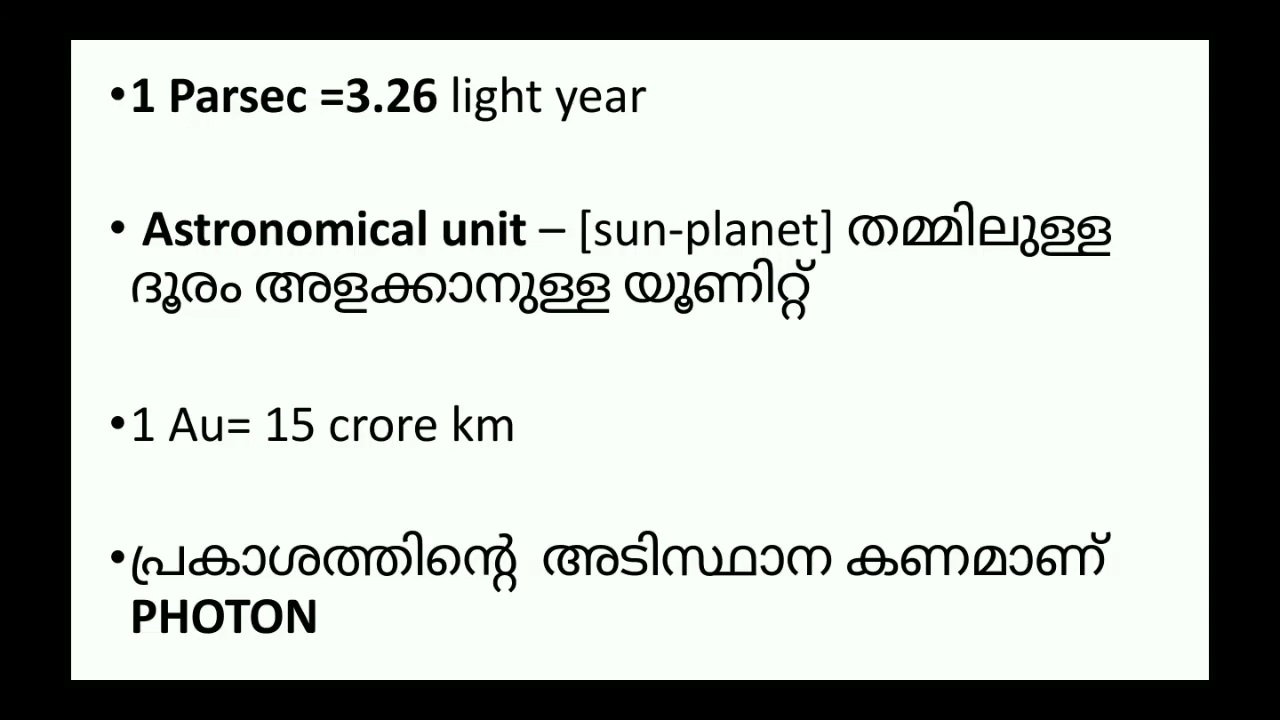 •1 Parsec =3.26 light year
• Astronomical unit – [sun-planet] തമ്മിലുള്ള
ദൂരം അളക്കാനുള്ള യൂണിറ്റ്
•1 Au= 15 crore km
•പ്രകാശത്തിന്റെ അടിസ്ഥാന കണമാണ്
PHOTON